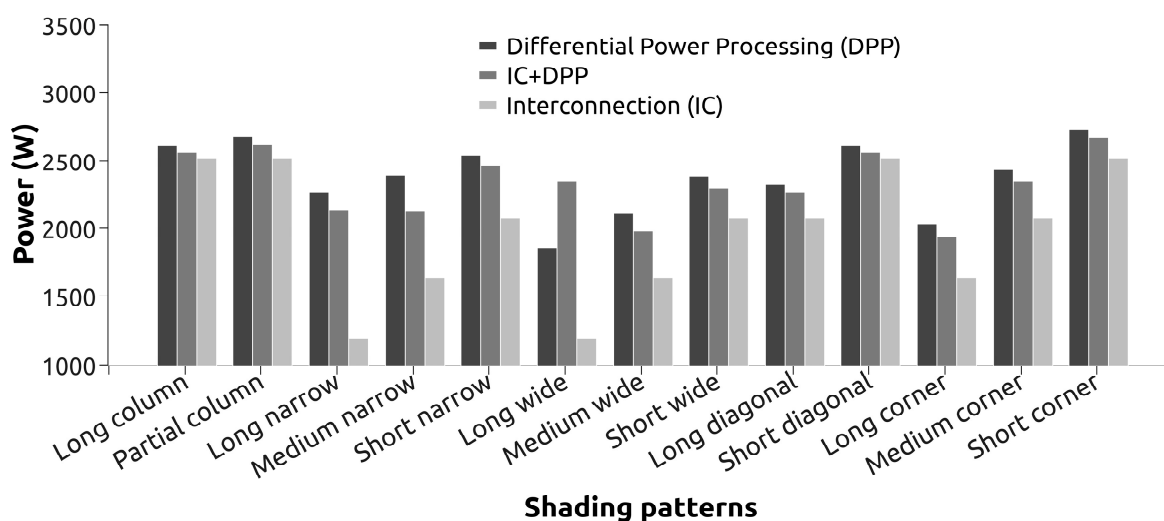 3500
3000
2500
2000
1500
1000
Power (W)
Differential Power Processing (DPP)
IC+DPP
Interconnection (IC)
Long column
Partial column
Long narrow
Medium narrow
Short narrow
Long wide
Medium wide
Short wide
Long diagonal
Short diagonal
Long corner
Medium corner
Short corner
Shading patterns